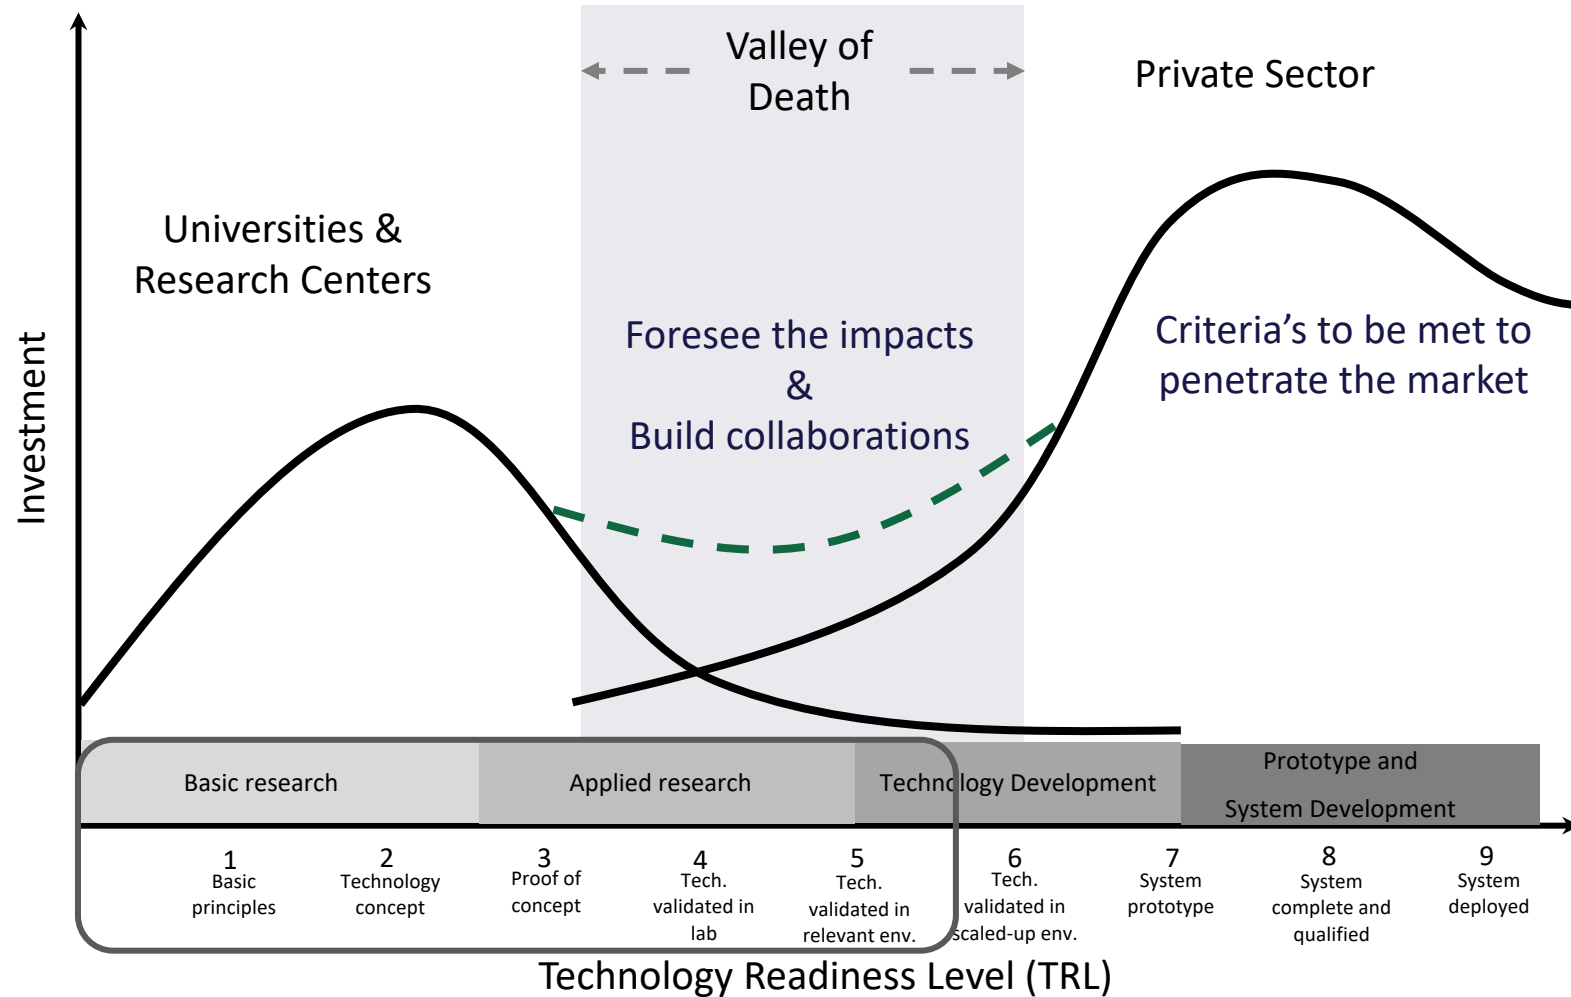 Valley of
Death
Private Sector
Universities &
Research Centers
Foresee the impacts
&
Build collaborations
Criteria's to be met to
penetrate the market
Investment
Basic research
Applied research
Technology Development
Prototype and
System Development
1
Basic
principles
2
Technology
concept
3
Proof of
concept
4
Tech.
validated in
lab
5
Tech.
validated in
relevant env.
6
Tech.
validated in
scaled-up env.
7
System
prototype
8
System
complete and
qualified
9
System
deployed
Technology Readiness Level (TRL)